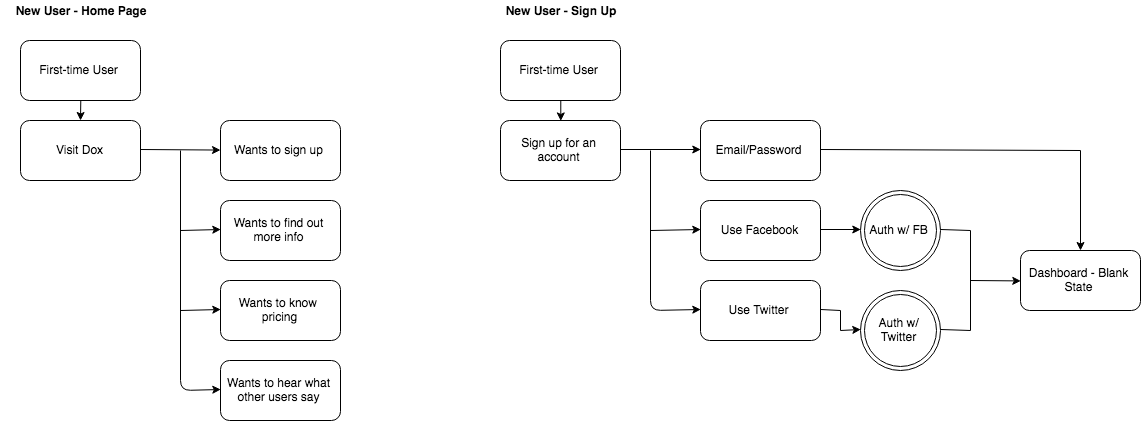 New User - Home Page
First-time User
Visit Dox
Wants to sign up
Wants to find out
more info
Wants to know
pricing
Wants to hear what
other users say
New User - Sign Up
First-time User
Sign up for an
account
Email/Password
Use Facebook
Auth w/ FB
Use Twitter
Auth w/
Twitter
Dashboard - Blank
State